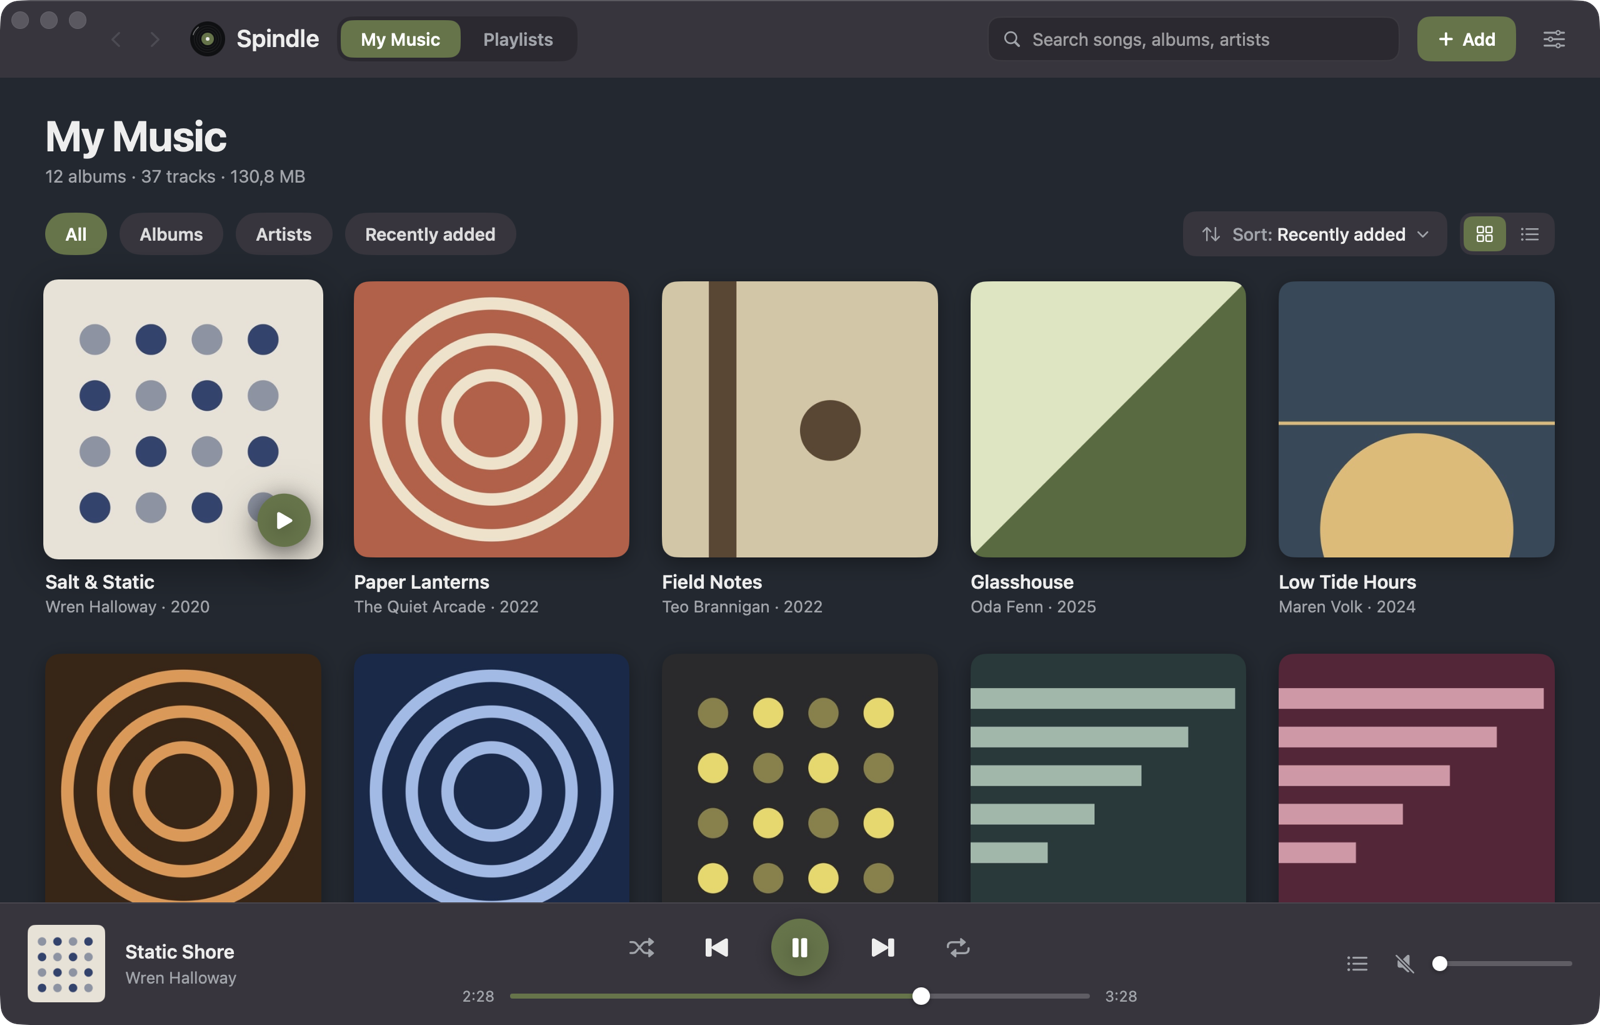 Spindle
My Music
Playlists
Search songs, albums, artists
+ Add
My Music
12 albums · 37 tracks · 130,8 MB
All
Albums
Artists
Recently added
Sort: Recently added
Salt & Static
Wren Halloway · 2020
Paper Lanterns
The Quiet Arcade · 2022
Field Notes
Teo Brannigan · 2022
Glasshouse
Oda Fenn · 2025
Low Tide Hours
Maren Volk · 2024
Static Shore
Wren Halloway
2:28
3:28